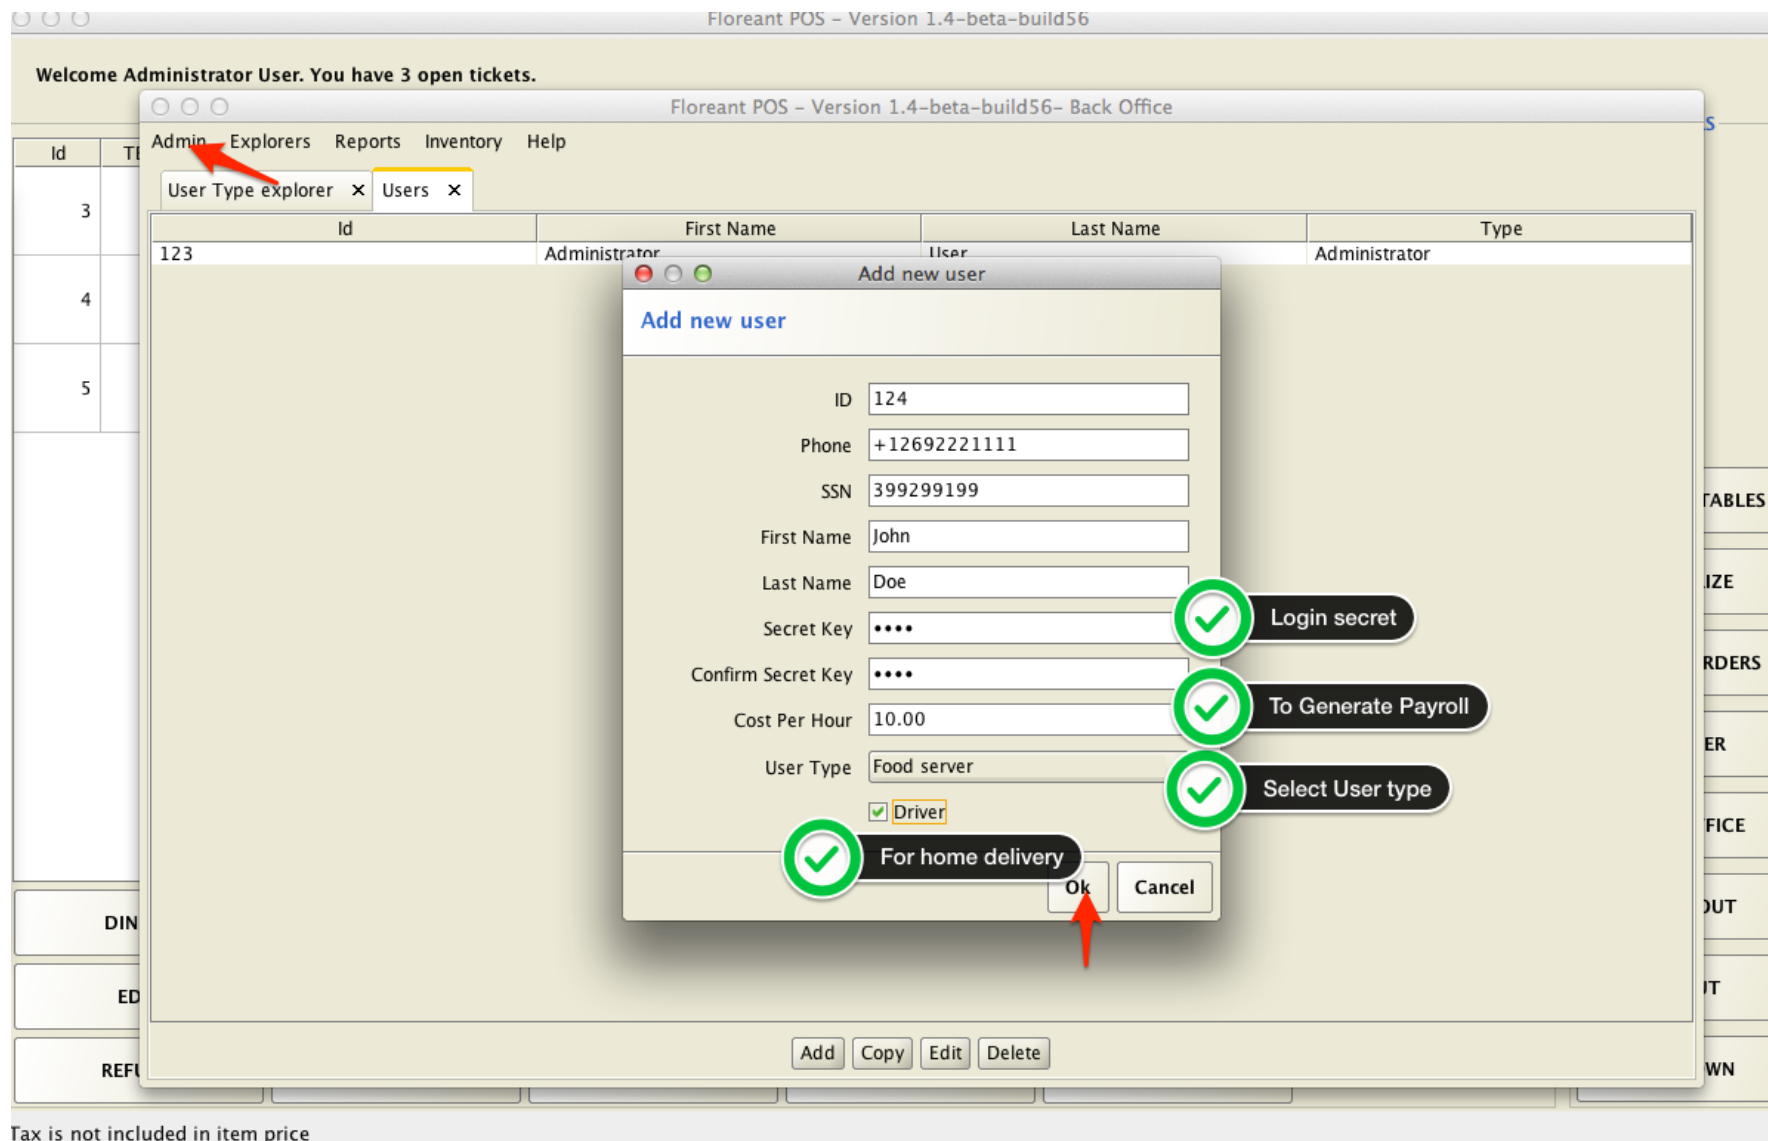 Floreant POS – Version 1.4-beta-build56
Welcome Administrator User. You have 3 open tickets.
Floreant POS – Version 1.4-beta-build56- Back Office
Admin Explorers Reports Inventory Help
Id
User Type explorer × Users ×
Id First Name Last Name Type
123 Administrator User Administrator
3
4
5
Add new user
Add new user
ID 124
Phone +12692221111
SSN 399299199
First Name John
Last Name Doe
Secret Key ••••
Login secret
Confirm Secret Key ••••
To Generate Payroll
Cost Per Hour 10.00
User Type Food server
Select User type
Driver
For home delivery
Ok Cancel
TABLES
IZE
RDERS
ER
FICE
OUT
UT
WN
DIN
ED
REFU
Add Copy Edit Delete
Tax is not included in item price